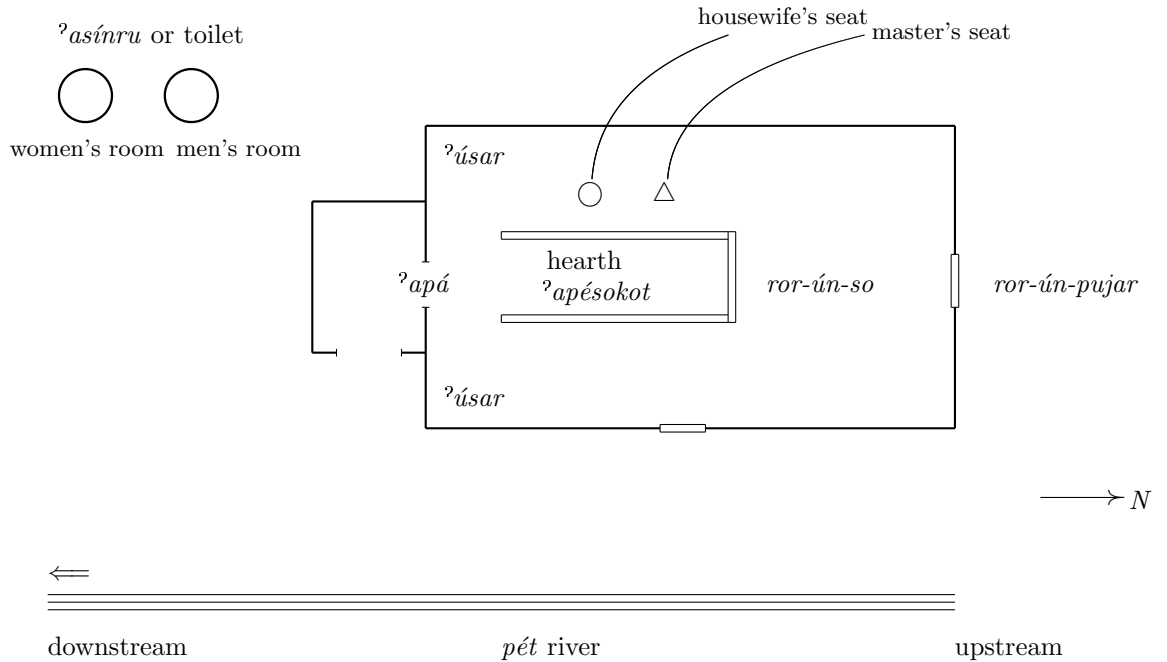 housewife's seat
master's seat
ˀasínru or toilet
women's room men's room
ˀúsar
hearth
ˀapá
ˀapésokot
ror-ún-so
ror-ún-pujar
ˀúsar
N
downstream
pét river
upstream